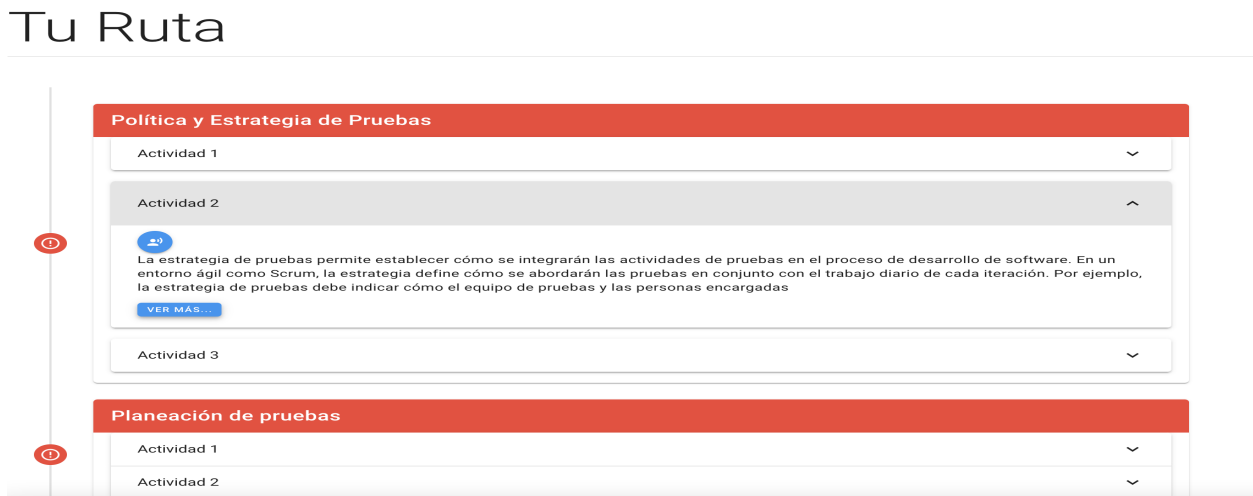 Tu Ruta
Política y Estrategia de Pruebas
Actividad 1
Actividad 2
La estrategia de pruebas permite establecer cómo se integrarán las actividades de pruebas en el proceso de desarrollo de software. En un
entorno ágil como Scrum, la estrategia define cómo se abordarán las pruebas en conjunto con el trabajo diario de cada iteración. Por ejemplo,
la estrategia de pruebas debe indicar cómo el equipo de pruebas y las personas encargadas
VER MÁS...
Actividad 3
Planeación de pruebas
Actividad 1
Actividad 2